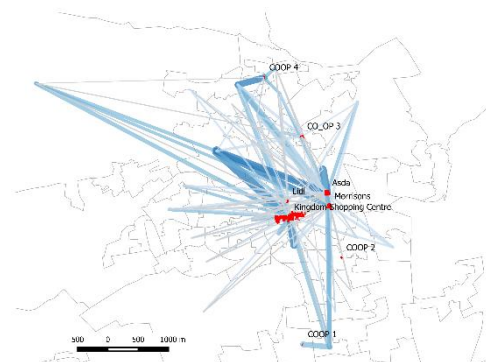 COOP 4
CO_OP 3
Asda
Lidl
Morrisons
Kingdom Shopping Centre
COOP 2
COOP 1
500 0 500 1000 m